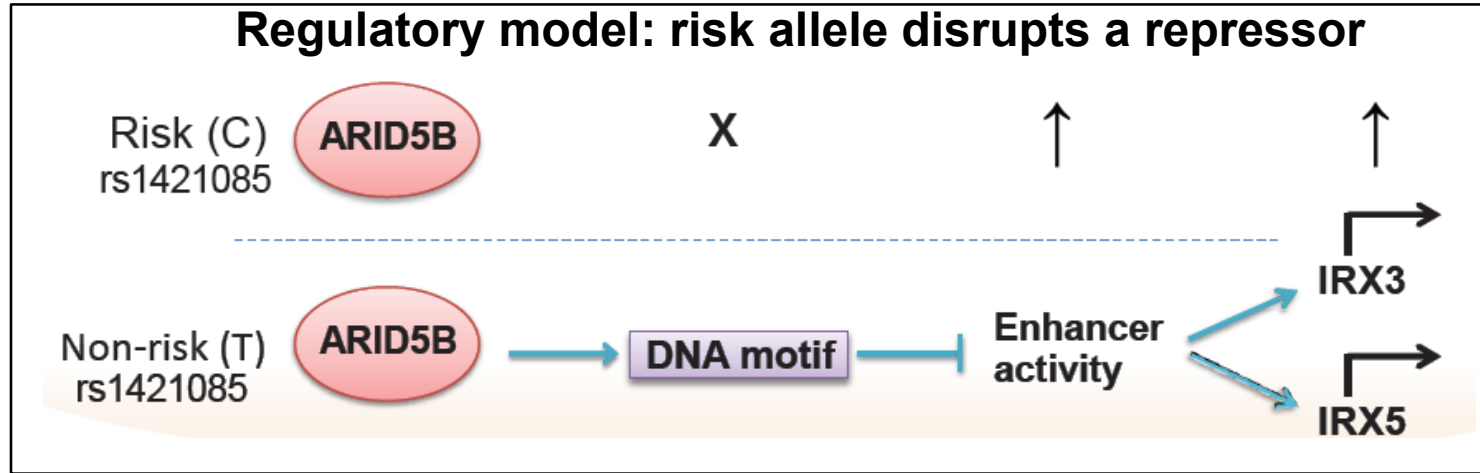 Regulatory model: risk allele disrupts a repressor
Risk (C)
rs1421085
ARID5B
X
↑
↑
IRX3
Non-risk (T)
rs1421085
ARID5B
DNA motif
Enhancer
activity
IRX5